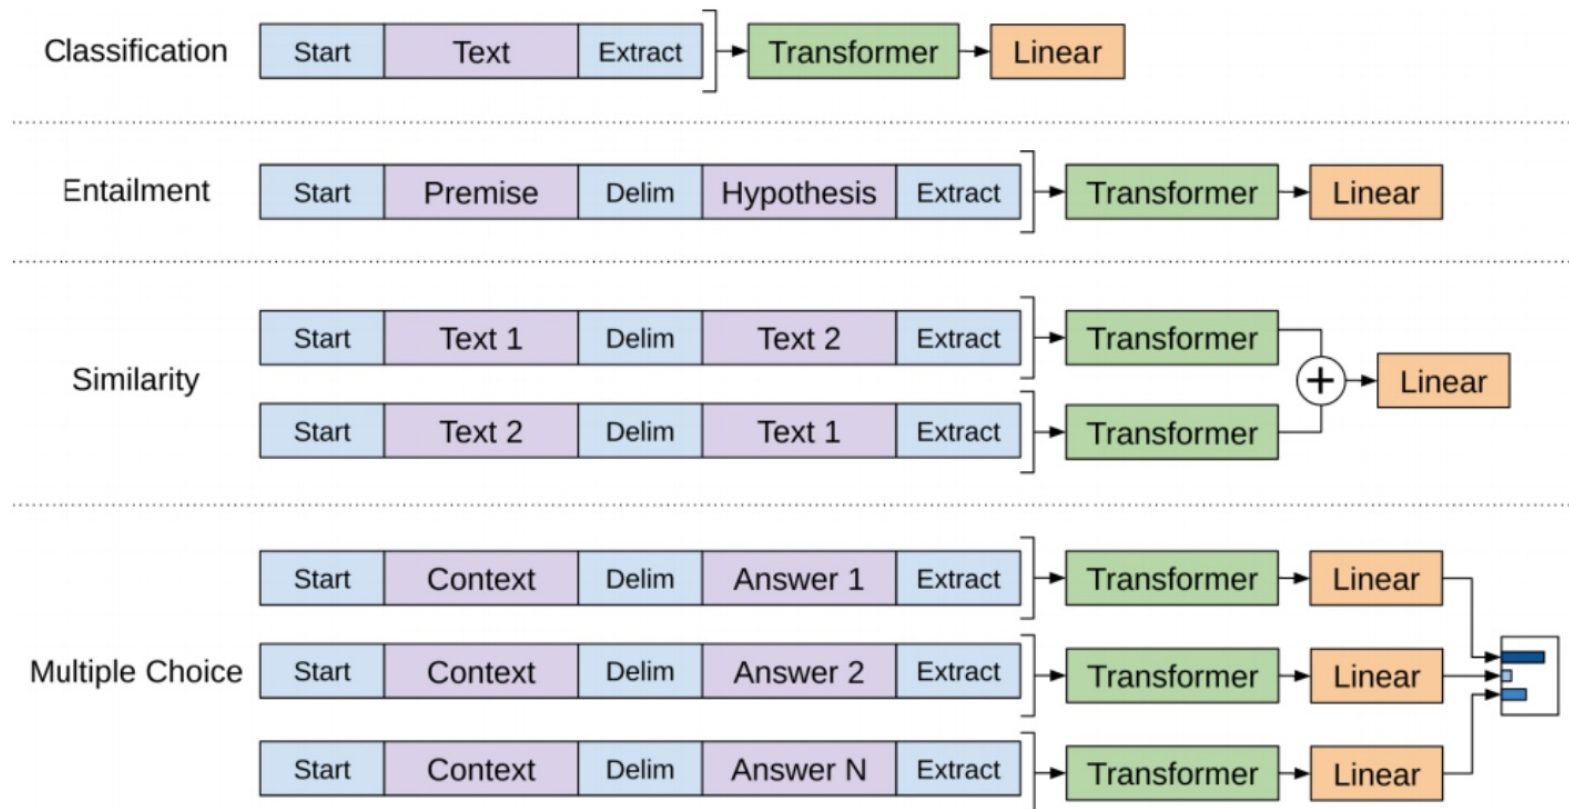 Classification Start Text Extract Transformer Linear
Entailment Start Premise Delim Hypothesis Extract Transformer Linear
Start Text 1 Delim Text 2 Extract Transformer
Similarity + Linear
Start Text 2 Delim Text 1 Extract Transformer
Start Context Delim Answer 1 Extract Transformer Linear
Multiple Choice Start Context Delim Answer 2 Extract Transformer Linear
Start Context Delim Answer N Extract Transformer Linear